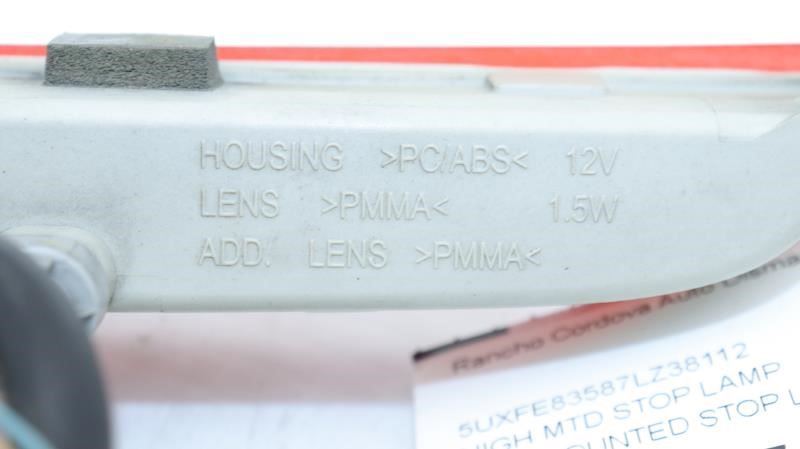 HOUSING >PC/ABS< 12V
LENS >PMMA< 1.5W
ADD. LENS >PMMA<
Rancho Cordova Auto
5UXFE83587LZ38112
HIGH MTD STOP LAMP
STOP